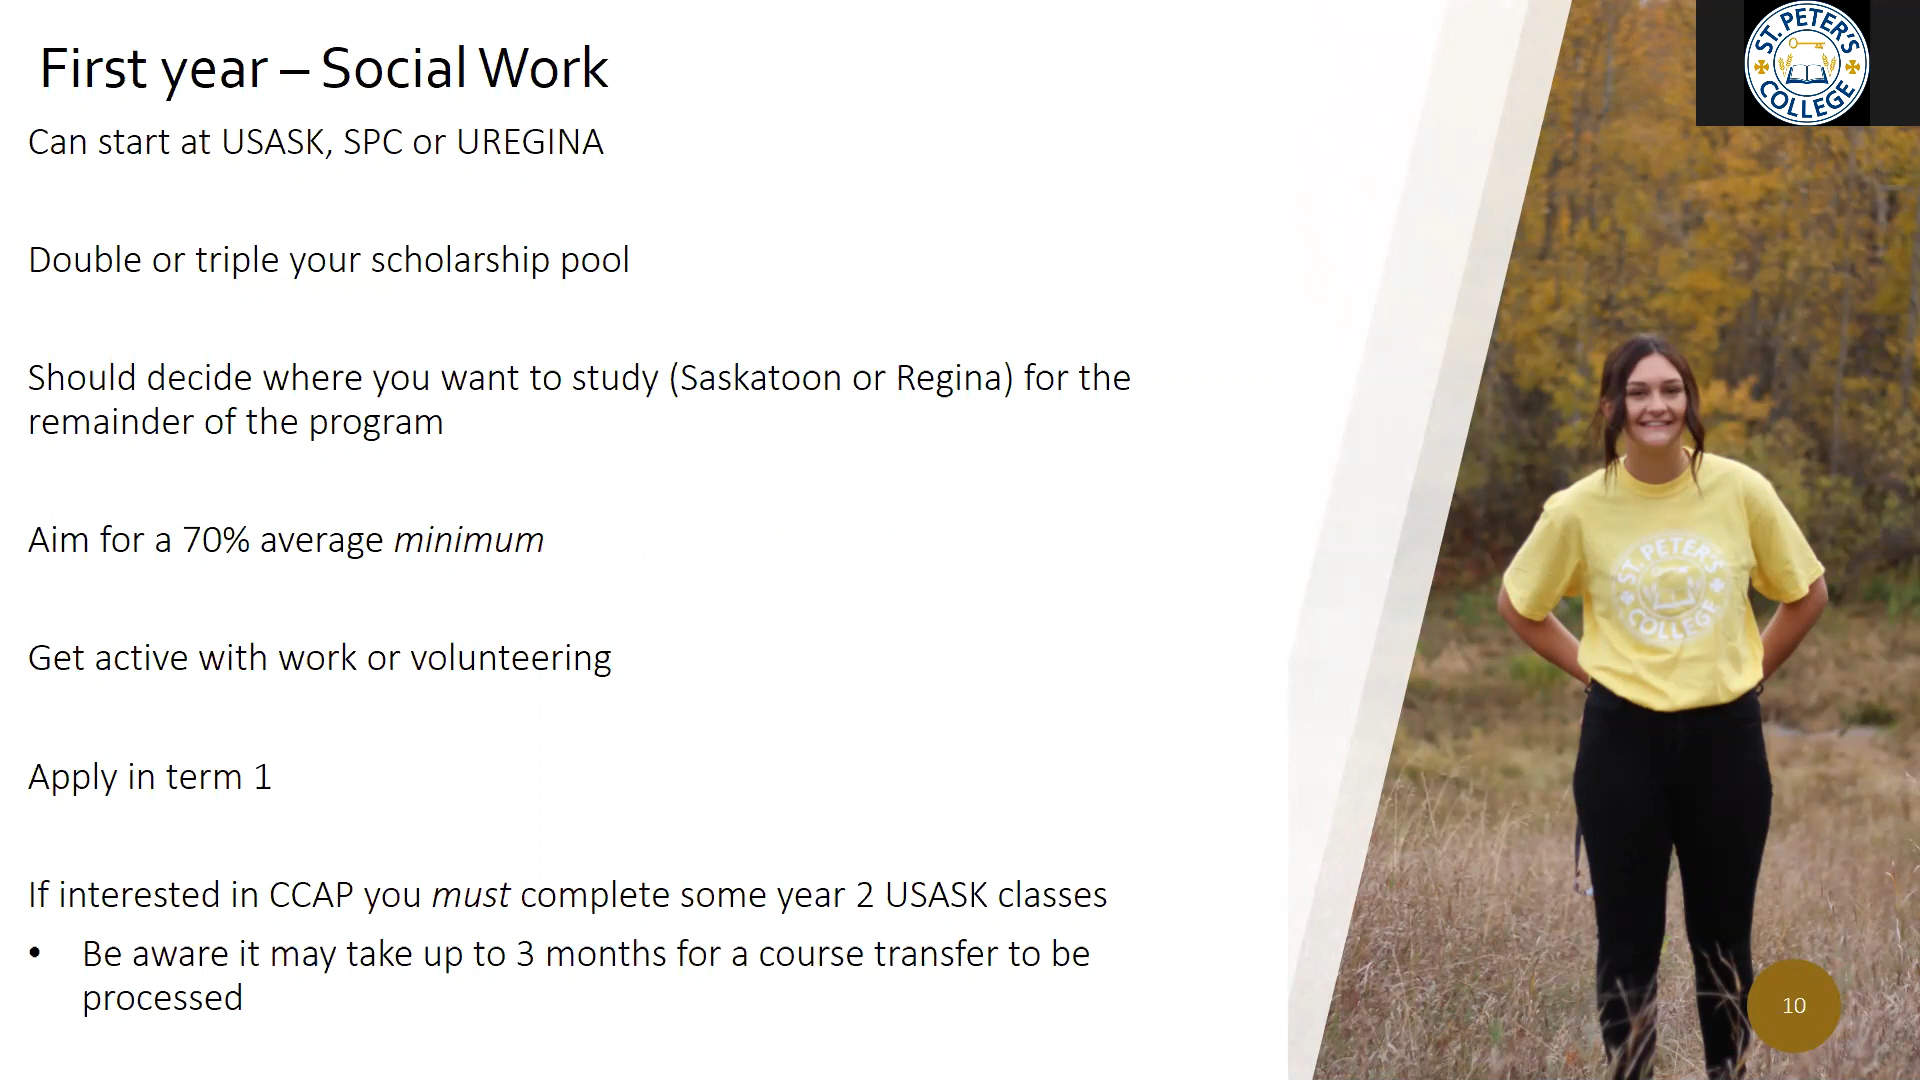 First year – Social Work
Can start at USASK, SPC or UREGINA
Double or triple your scholarship pool
Should decide where you want to study (Saskatoon or Regina) for the
remainder of the program
Aim for a 70% average minimum
Get active with work or volunteering
Apply in term 1
If interested in CCAP you must complete some year 2 USASK classes
• Be aware it may take up to 3 months for a course transfer to be
processed
ST. PETER'S
COLLEGE
ST. PETER'S
COLLEGE
10